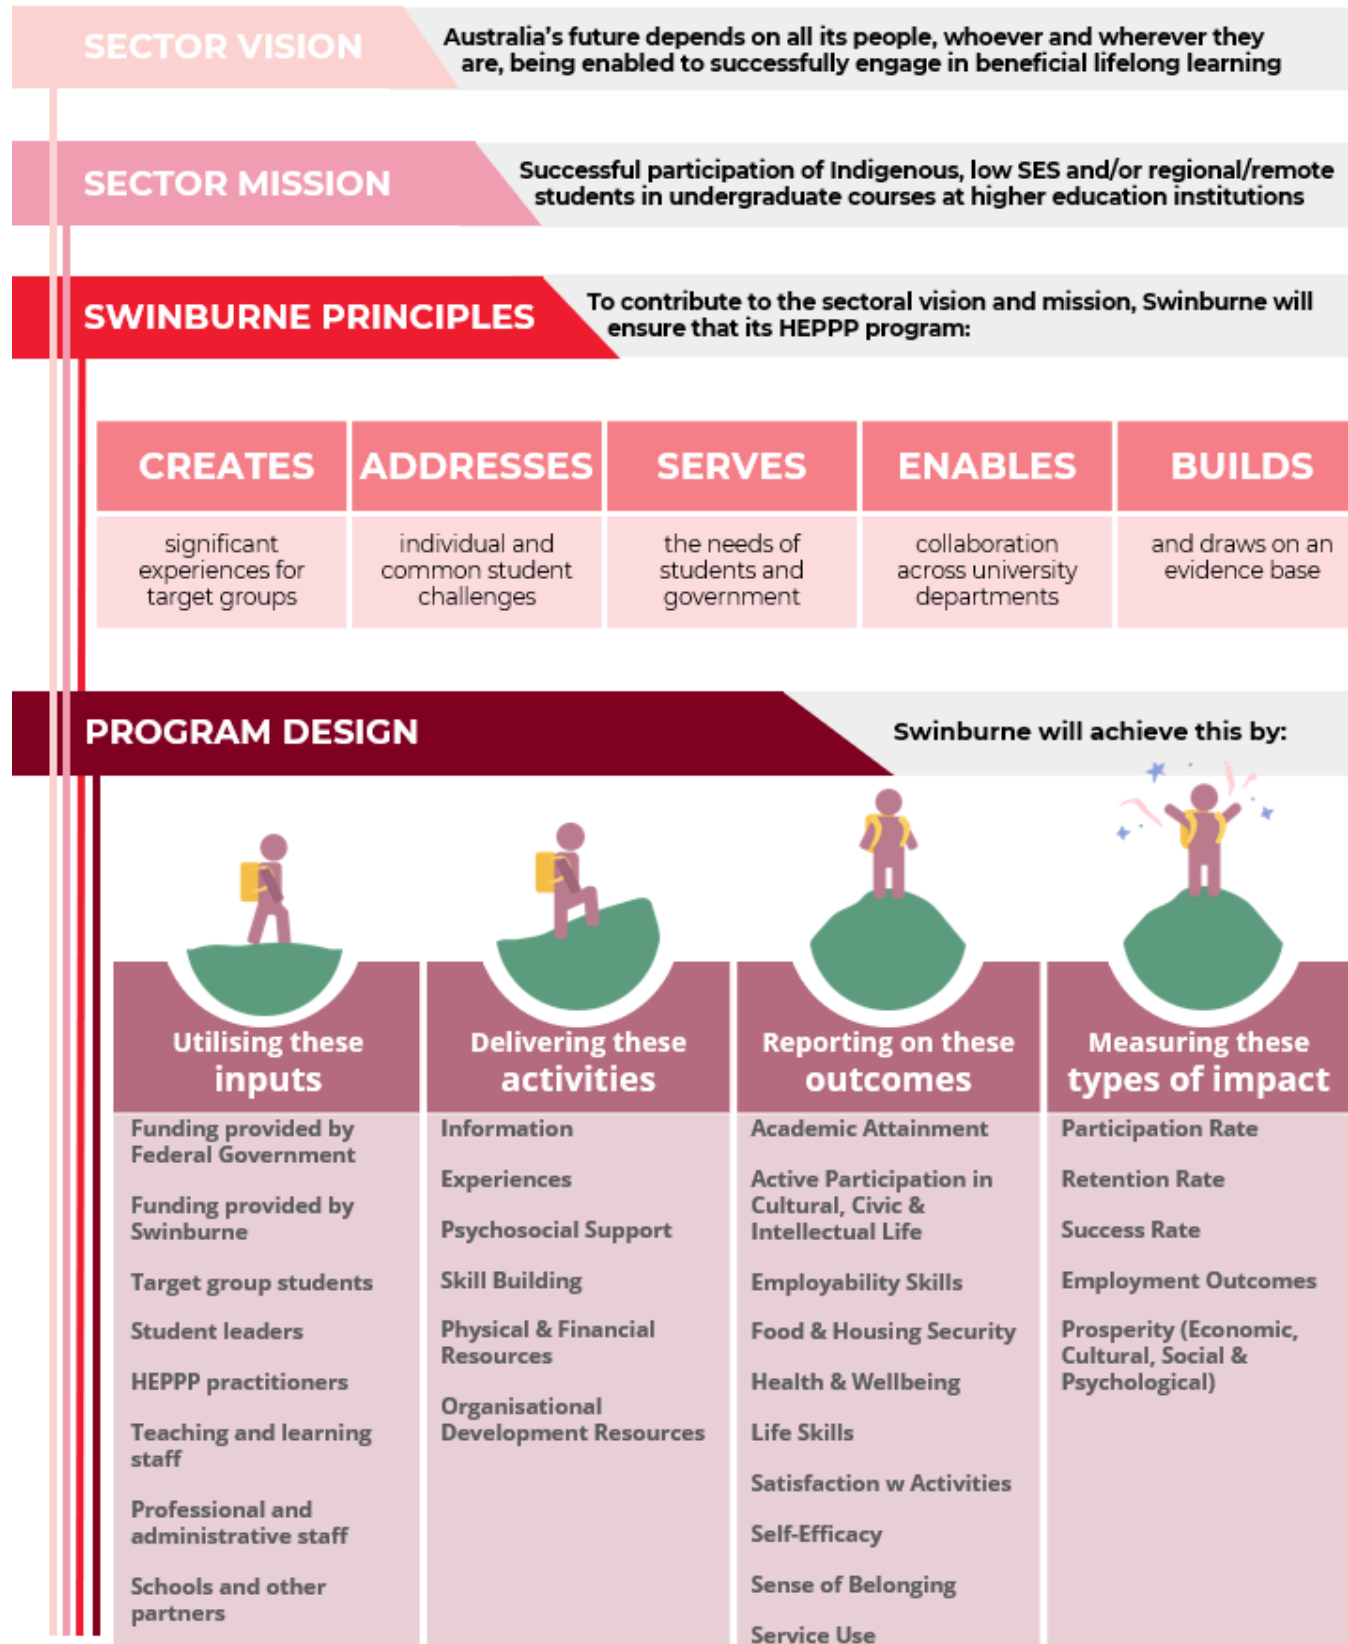 SECTOR VISION
Australia's future depends on all its people, whoever and wherever they
are, being enabled to successfully engage in beneficial lifelong learning
SECTOR MISSION
Successful participation of Indigenous, low SES and/or regional/remote
students in undergraduate courses at higher education institutions
SWINBURNE PRINCIPLES
To contribute to the sectoral vision and mission, Swinburne will
ensure that its HEPPP program:
CREATES
significant
experiences for
target groups
ADDRESSES
individual and
common student
challenges
SERVES
the needs of
students and
government
ENABLES
collaboration
across university
departments
BUILDS
and draws on an
evidence base
PROGRAM DESIGN
Swinburne will achieve this by:
Utilising these
inputs
Funding provided by
Federal Government
Funding provided by
Swinburne
Target group students
Student leaders
HEPPP practitioners
Teaching and learning
staff
Professional and
administrative staff
Schools and other
partners
Delivering these
activities
Information
Experiences
Psychosocial Support
Skill Building
Physical & Financial
Resources
Organisational
Development Resources
Reporting on these
outcomes
Academic Attainment
Active Participation in
Cultural, Civic &
Intellectual Life
Employability Skills
Food & Housing Security
Health & Wellbeing
Life Skills
Satisfaction w Activities
Self-Efficacy
Sense of Belonging
Service Use
Measuring these
types of impact
Participation Rate
Retention Rate
Success Rate
Employment Outcomes
Prosperity (Economic,
Cultural, Social &
Psychological)